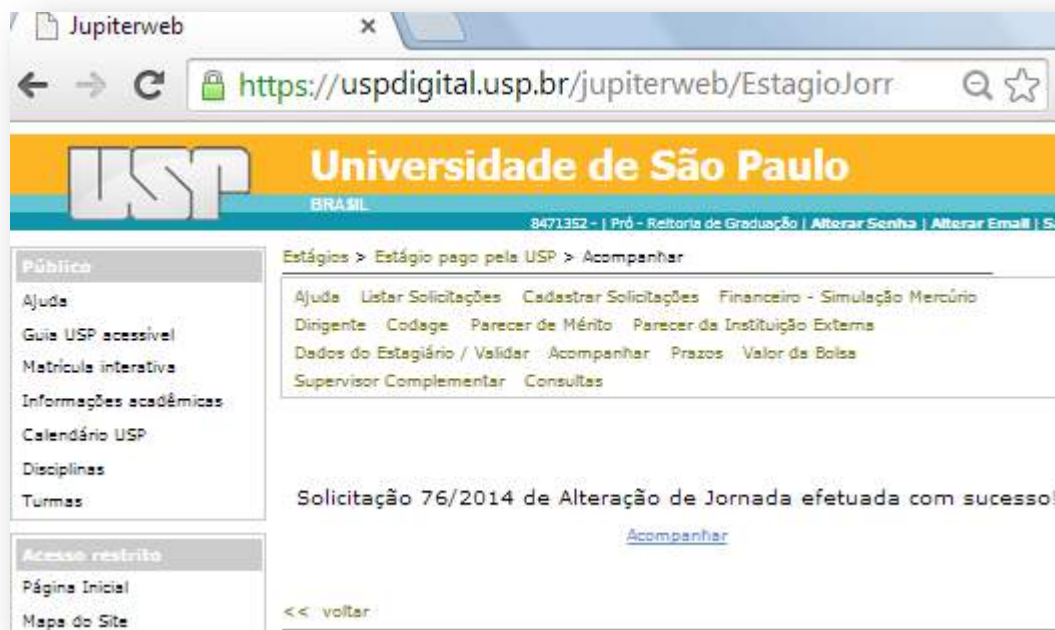 Jupiterweb
https://uspdigital.usp.br/jupiterweb/EstagioJorr
USP
Universidade de São Paulo
BRASIL
8471352 - | Pró - Reitoria de Graduação | Alterar Senha | Alterar Email |
Público
Ajuda
Guia USP acessível
Matrícula interativa
Informações acadêmicas
Calendário USP
Disciplinas
Turmas
Acesso restrito
Página Inicial
Mapa do Site
Estágios > Estágio pago pela USP > Acompanhar
Ajuda Listar Solicitações Cadastrar Solicitações Financeiro - Simulação Mercúrio
Dirigente Codage Parecer de Mérito Parecer da Instituição Externa
Dados do Estagiário / Validar Acompanhar Prazos Valor da Bolsa
Supervisor Complementar Consultas
Solicitação 76/2014 de Alteração de Jornada efetuada com sucesso!
Acompanhar
<< voltar